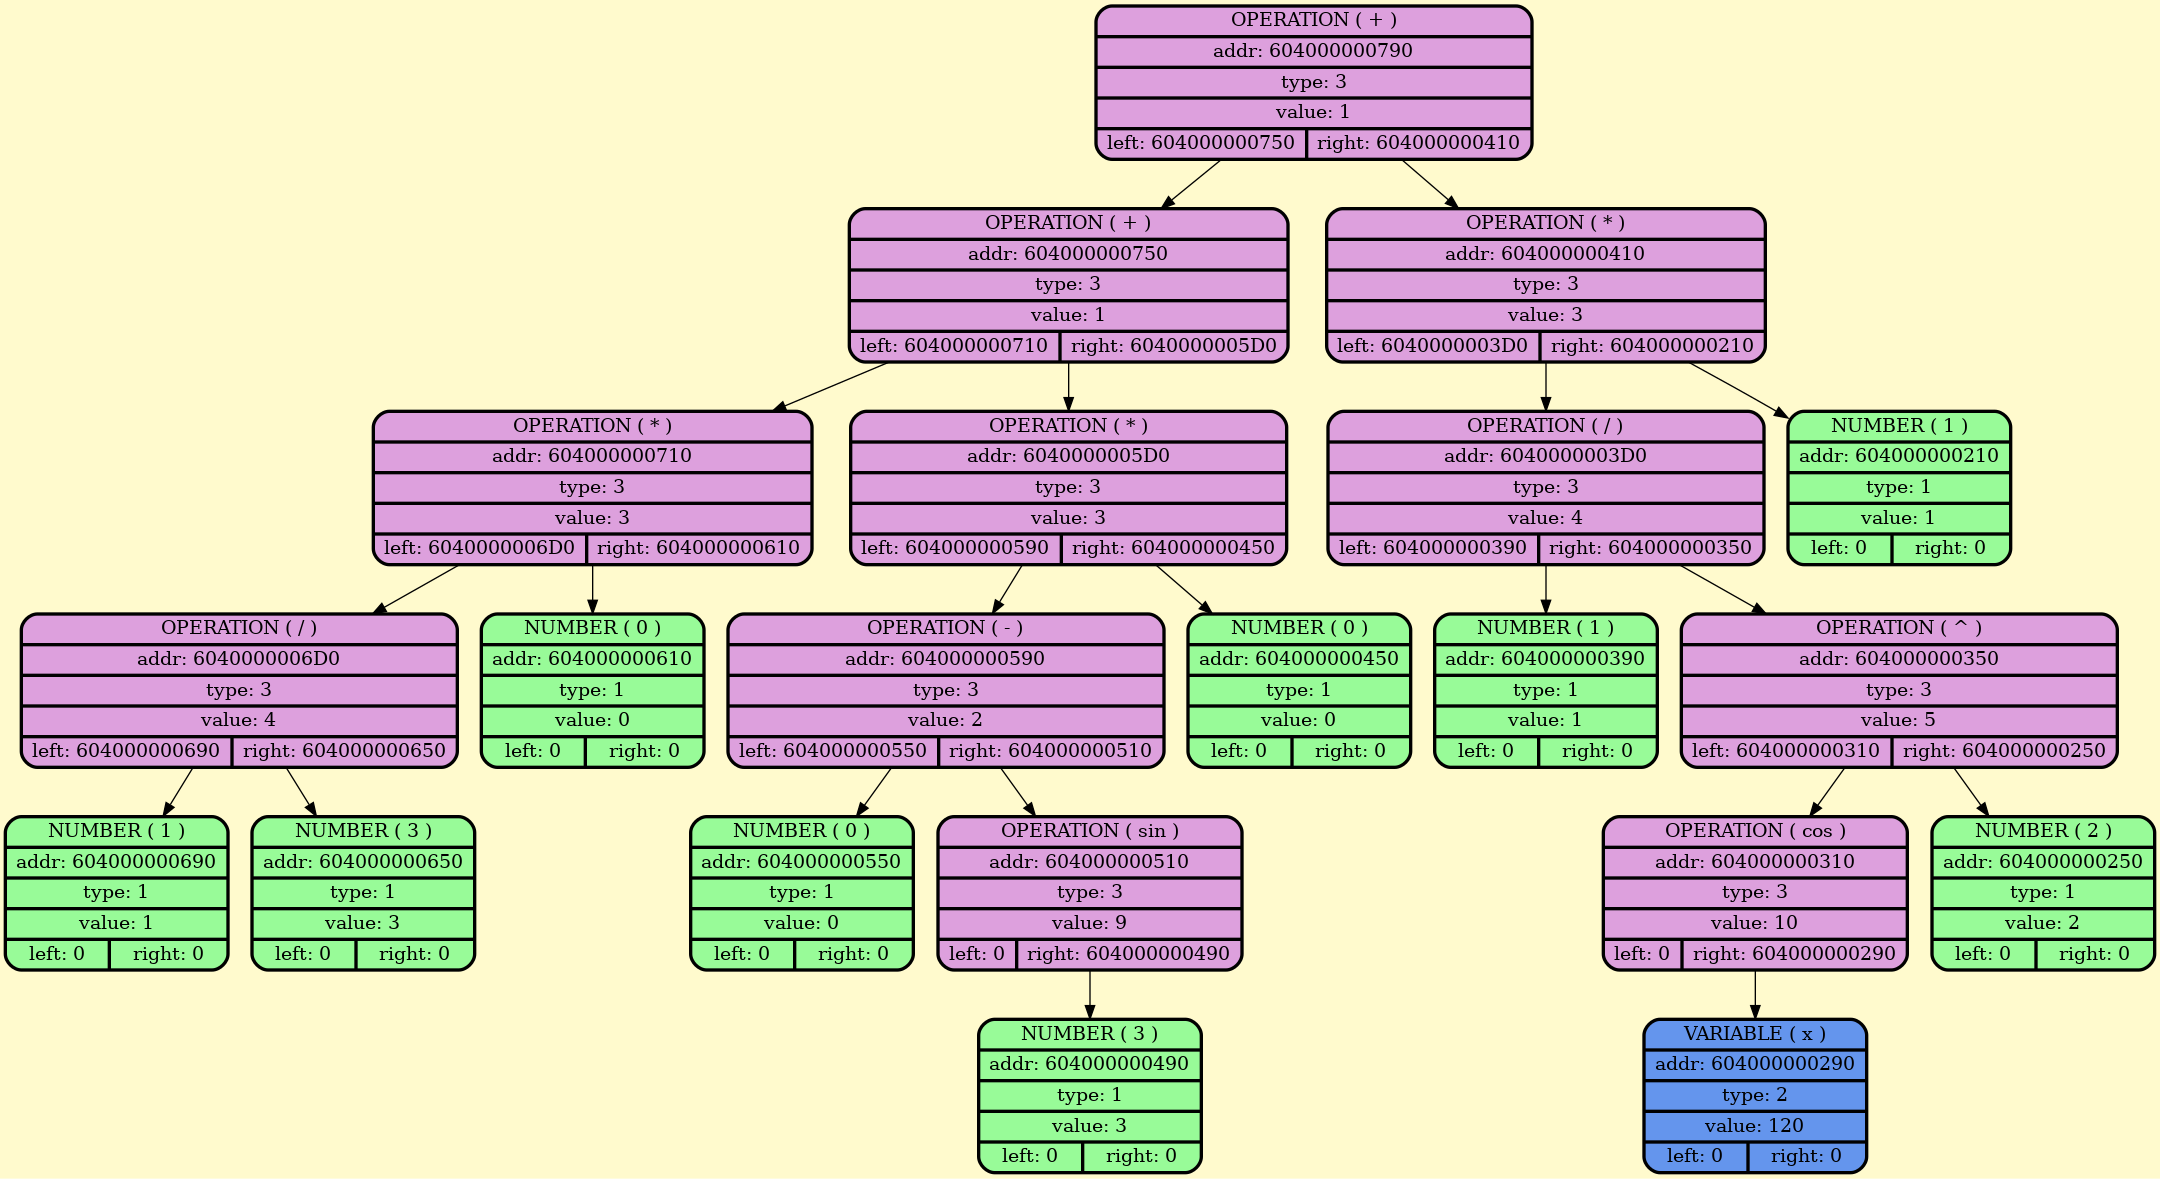 OPERATION ( + )
addr: 604000000790
type: 3
value: 1
left: 604000000750 right: 604000000410
OPERATION ( + )
addr: 604000000750
type: 3
value: 1
left: 604000000710 right: 6040000005D0
OPERATION ( * )
addr: 604000000410
type: 3
value: 3
left: 6040000003D0 right: 604000000210
OPERATION ( * )
addr: 604000000710
type: 3
value: 3
left: 6040000006D0 right: 604000000610
OPERATION ( * )
addr: 6040000005D0
type: 3
value: 3
left: 604000000590 right: 604000000450
OPERATION ( / )
addr: 6040000003D0
type: 3
value: 4
left: 604000000390 right: 604000000350
NUMBER ( 1 )
addr: 604000000210
type: 1
value: 1
left: 0 right: 0
OPERATION ( / )
addr: 6040000006D0
type: 3
value: 4
left: 604000000690 right: 604000000650
NUMBER ( 0 )
addr: 604000000610
type: 1
value: 0
left: 0 right: 0
OPERATION ( - )
addr: 604000000590
type: 3
value: 2
left: 604000000550 right: 604000000510
NUMBER ( 0 )
addr: 604000000450
type: 1
value: 0
left: 0 right: 0
NUMBER ( 1 )
addr: 604000000390
type: 1
value: 1
left: 0 right: 0
OPERATION ( ^ )
addr: 604000000350
type: 3
value: 5
left: 604000000310 right: 604000000250
NUMBER ( 1 )
addr: 604000000690
type: 1
value: 1
left: 0 right: 0
NUMBER ( 3 )
addr: 604000000650
type: 1
value: 3
left: 0 right: 0
NUMBER ( 0 )
addr: 604000000550
type: 1
value: 0
left: 0 right: 0
OPERATION ( sin )
addr: 604000000510
type: 3
value: 9
left: 0 right: 604000000490
OPERATION ( cos )
addr: 604000000310
type: 3
value: 10
left: 0 right: 604000000290
NUMBER ( 2 )
addr: 604000000250
type: 1
value: 2
left: 0 right: 0
NUMBER ( 3 )
addr: 604000000490
type: 1
value: 3
left: 0 right: 0
VARIABLE ( x )
addr: 604000000290
type: 2
value: 120
left: 0 right: 0